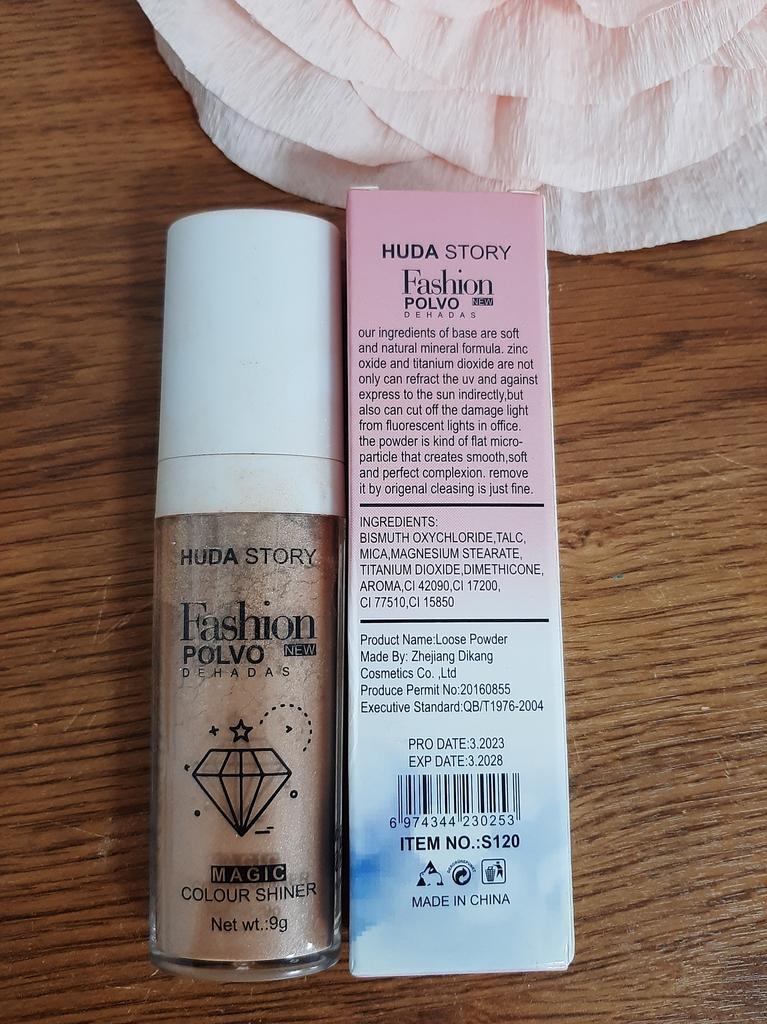 HUDA STORY
Fashion
POLVO NEW
DEHADAS
MAGIC
COLOUR SHINER
Net wt.:9g
HUDA STORY
Fashion
POLVO NEW
DEHADAS
our ingredients of base are soft
and natural mineral formula. zinc
oxide and titanium dioxide are not
only can refract the uv and against
express to the sun indirectly,but
also can cut off the damage light
from fluorescent lights in office.
the powder is kind of flat micro-
particle that creates smooth,soft
and perfect complexion. remove
it by origenal cleasing is just fine.
INGREDIENTS:
BISMUTH OXYCHLORIDE,TALC,
MICA,MAGNESIUM STEARATE,
TITANIUM DIOXIDE,DIMETHICONE,
AROMA,CI 42090,CI 17200,
CI 77510,CI 15850
Product Name:Loose Powder
Made By: Zhejiang Dikang
Cosmetics Co. ,Ltd
Produce Permit No:20160855
Executive Standard:QB/T1976-2004
PRO DATE:3.2023
EXP DATE:3.2028
6 974344 230253
ITEM NO.:S120
MADE IN CHINA